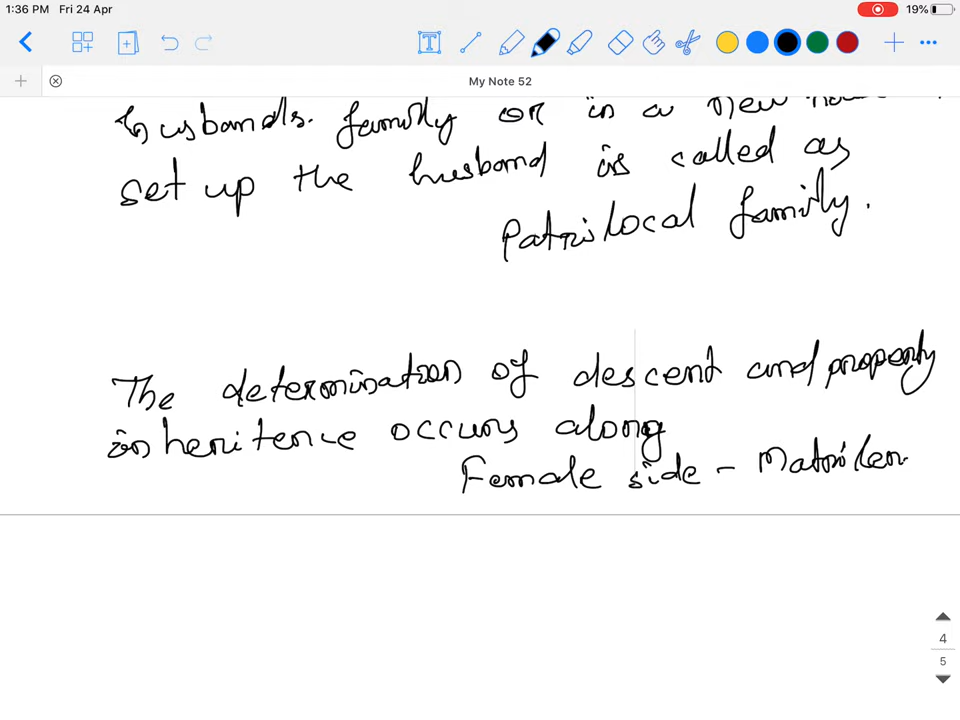 1:36 PM Fri 24 Apr
19%
My Note 52
husbands. family or in a new
set up the husband is called as
Patrilocal family.
The determination of descent and property
inheritence occurs along
Female side - Matrilen
4
5